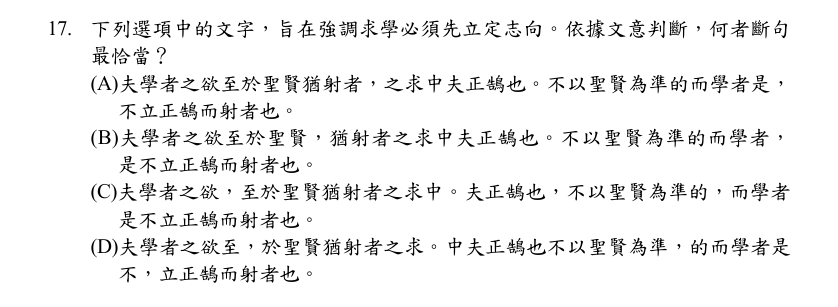 17. 下列選項中的文字，旨在強調求學必須先立定志向。依據文意判斷，何者斷句
最恰當？
(A)夫學者之欲至於聖賢猶射者，之求中夫正鵠也。不以聖賢為準的而學者是，
不立正鵠而射者也。
(B)夫學者之欲至於聖賢，猶射者之求中夫正鵠也。不以聖賢為準的而學者，
是不立正鵠而射者也。
(C)夫學者之欲，至於聖賢猶射者之求中。夫正鵠也，不以聖賢為準的，而學者
是不立正鵠而射者也。
(D)夫學者之欲至，於聖賢猶射者之求。中夫正鵠也不以聖賢為準，的而學者是
不，立正鵠而射者也。